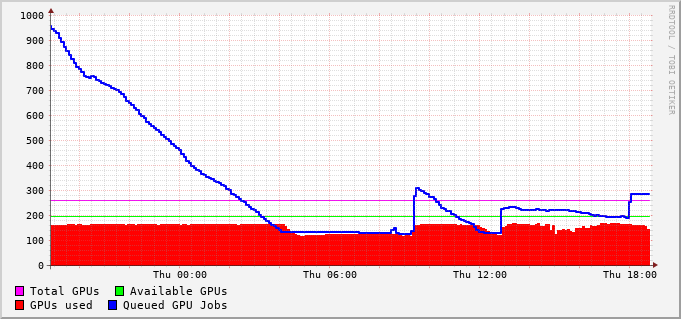 1000
900
800
700
600
500
400
300
200
100
0
Thu 00:00 Thu 06:00 Thu 12:00 Thu 18:00
Total GPUs Available GPUs
GPUs used Queued GPU Jobs
RRDTOOL / TOBI OETIKER